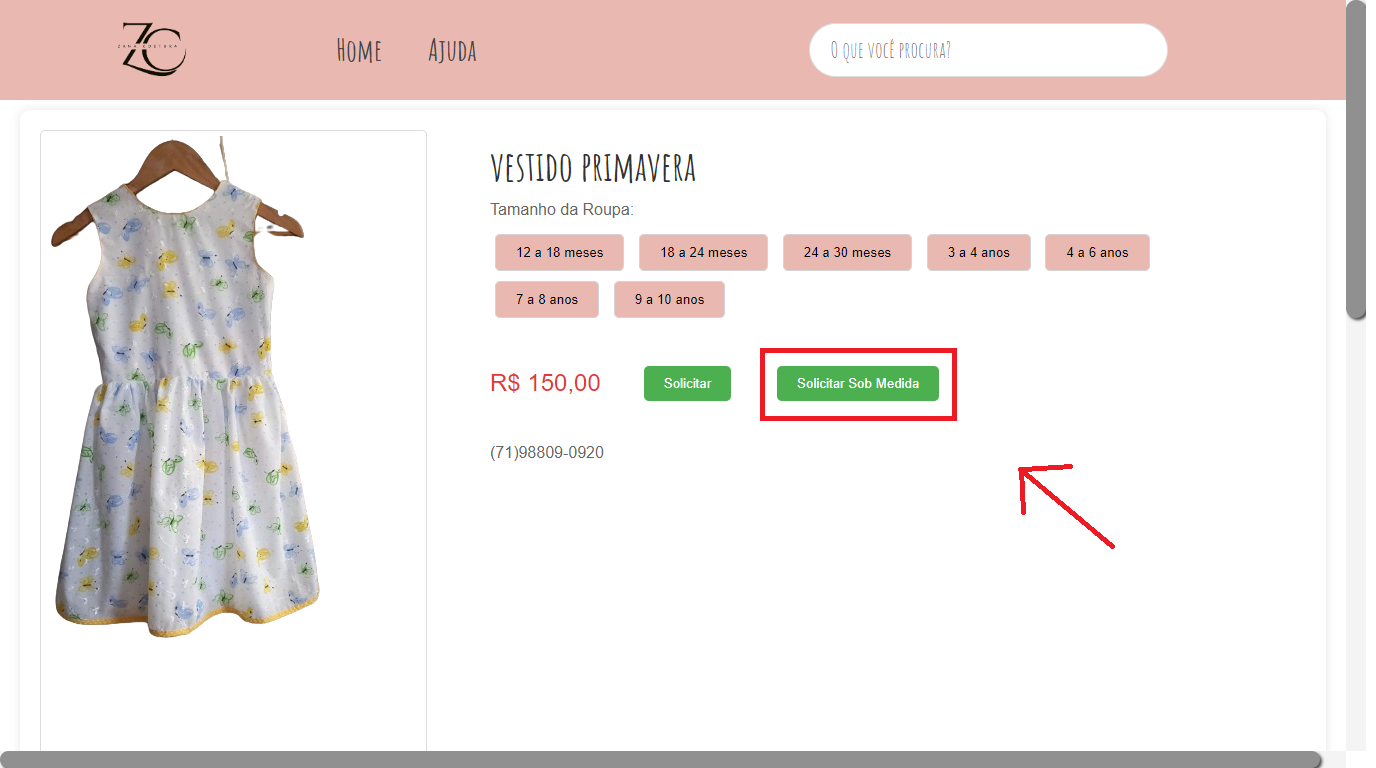 ZC
ZANA COSTURA
Home
Ajuda
O que você procura?
vestido primavera
Tamanho da Roupa:
12 a 18 meses
18 a 24 meses
24 a 30 meses
3 a 4 anos
4 a 6 anos
7 a 8 anos
9 a 10 anos
R$ 150,00
Solicitar
Solicitar Sob Medida
(71)98809-0920